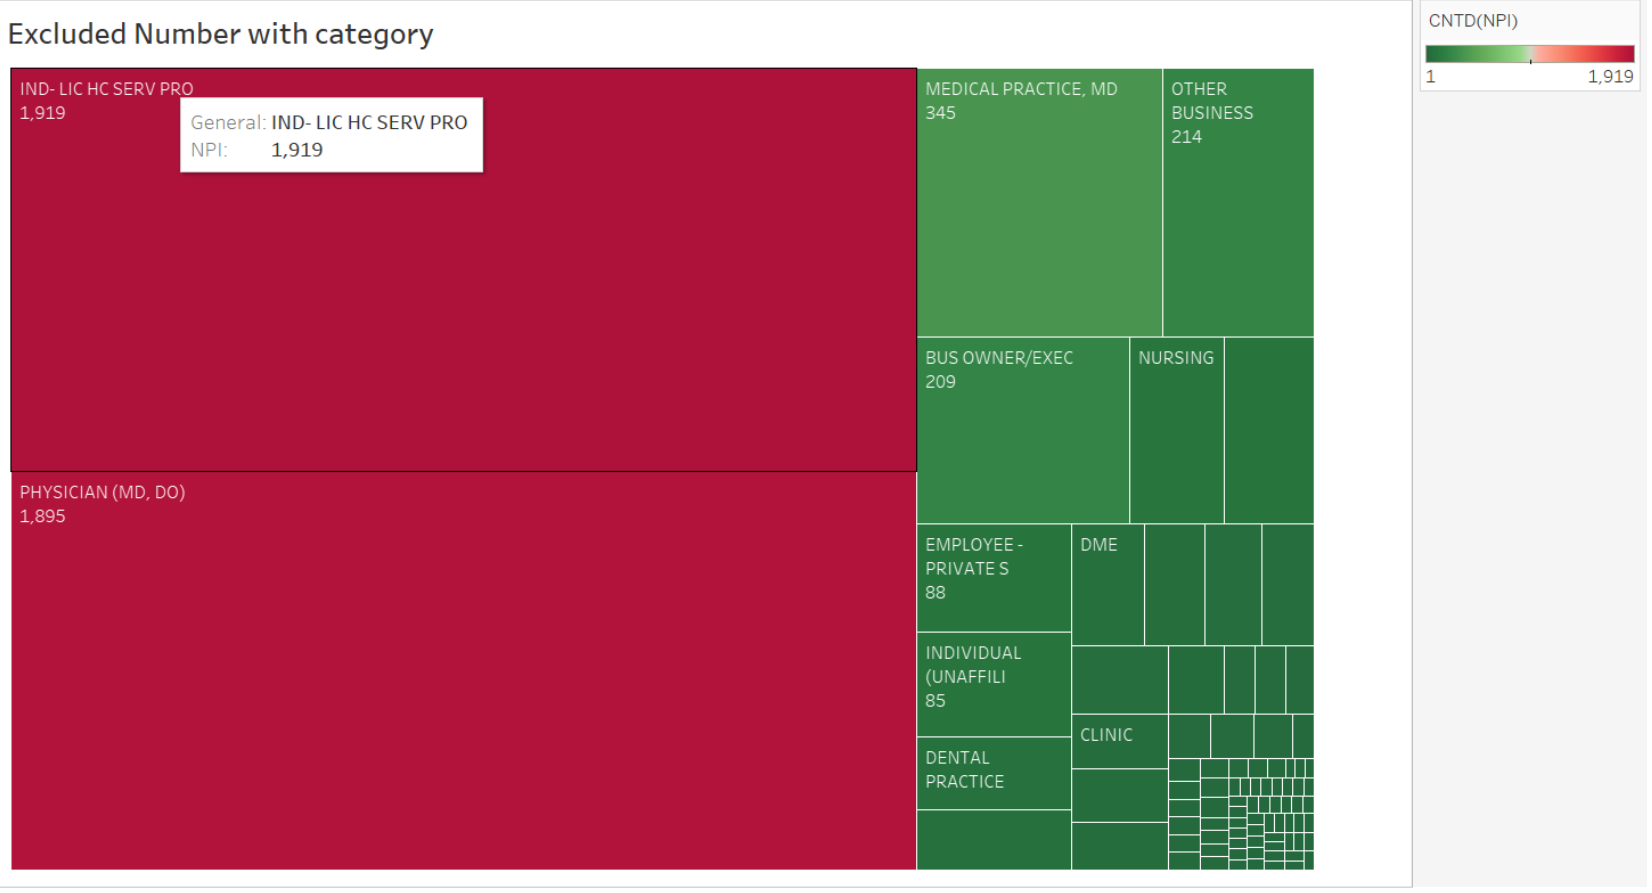 Excluded Number with category
IND- LIC HC SERV PRO
1,919
General: IND- LIC HC SERV PRO
NPI: 1,919
PHYSICIAN (MD, DO)
1,895
MEDICAL PRACTICE, MD
345
OTHER
BUSINESS
214
BUS OWNER/EXEC
209
NURSING
EMPLOYEE -
PRIVATE S
88
DME
INDIVIDUAL
(UNAFFILI
85
CLINIC
DENTAL
PRACTICE
CNTD(NPI)
1 1,919